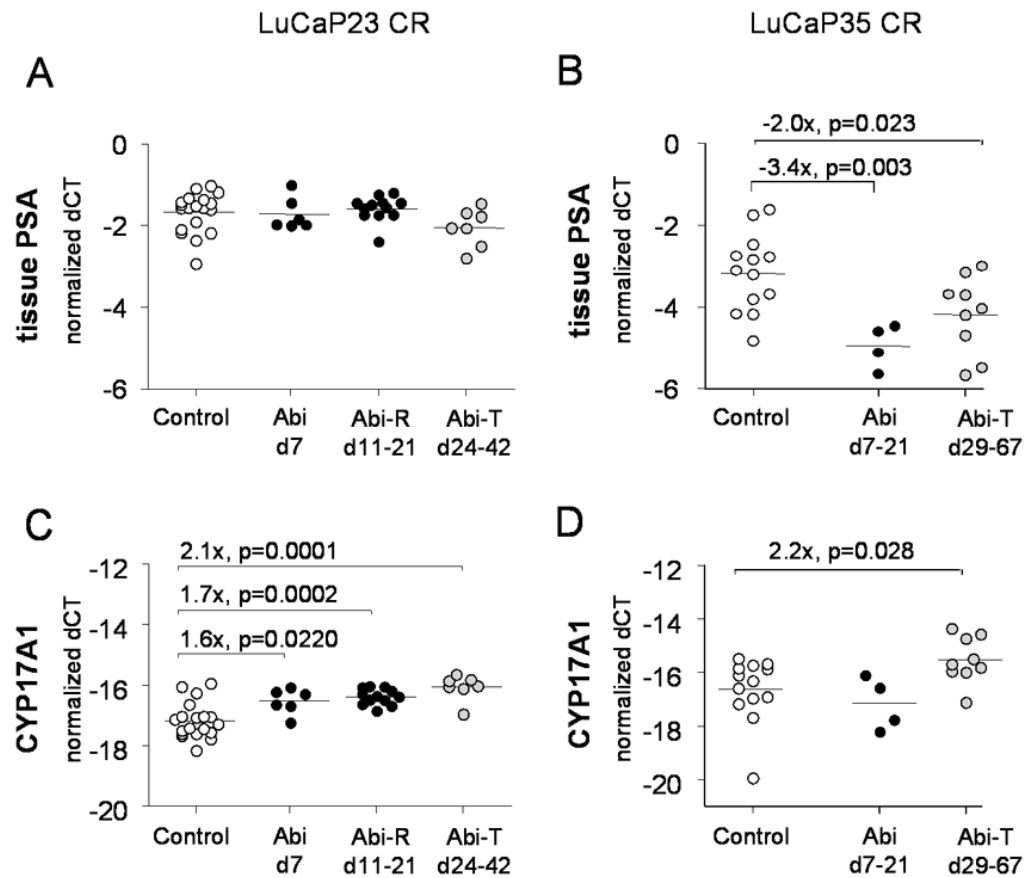 LuCaP23 CR
LuCaP35 CR
A
tissue PSA
normalized dCT
0
-2
-4
-6
Control
Abi
d7
Abi-R
d11-21
Abi-T
d24-42
B
tissue PSA
normalized dCT
0
-2
-4
-6
-2.0x, p=0.023
-3.4x, p=0.003
Control
Abi
d7-21
Abi-T
d29-67
C
CYP17A1
normalized dCT
-12
-14
-16
-18
-20
2.1x, p=0.0001
1.7x, p=0.0002
1.6x, p=0.0220
Control
Abi
d7
Abi-R
d11-21
Abi-T
d24-42
D
CYP17A1
normalized dCT
-12
-14
-16
-18
-20
2.2x, p=0.028
Control
Abi
d7-21
Abi-T
d29-67